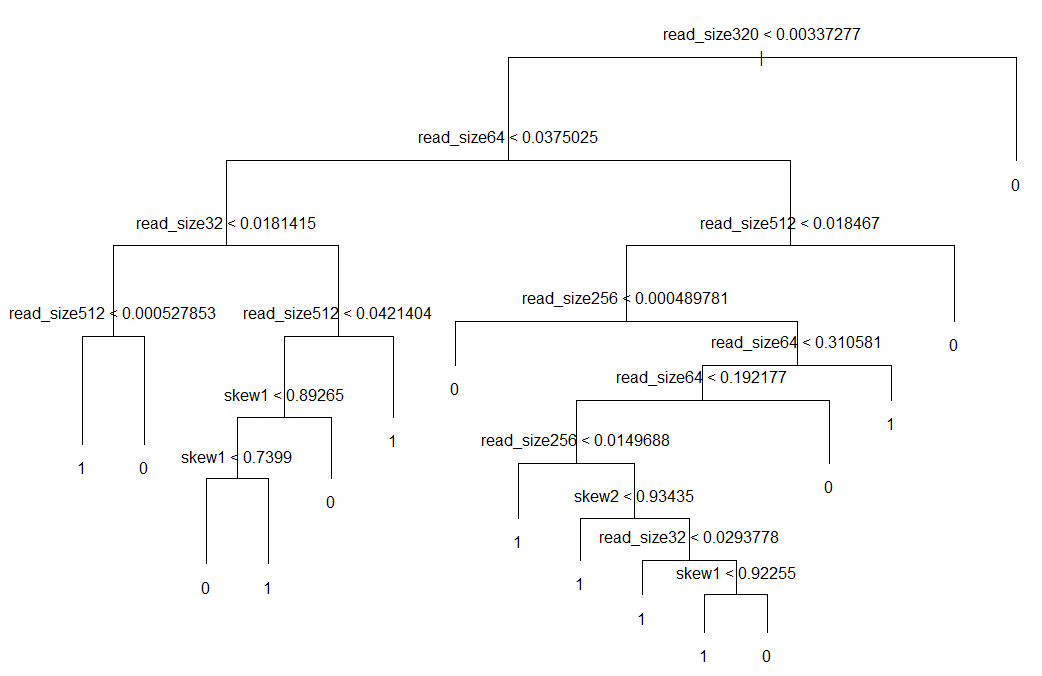 read_size320 < 0.00337277
read_size64 < 0.0375025
0
read_size32 < 0.0181415
read_size512 < 0.018467
read_size256 < 0.000489781
read_size512 < 0.000527853
read_size512 < 0.0421404
read_size64 < 0.310581
0
read_size64 < 0.192177
0
skew1 < 0.89265
1
1
read_size256 < 0.0149688
skew1 < 0.7399
1
0
0
0
skew2 < 0.93435
1
read_size32 < 0.0293778
skew1 < 0.92255
1
0
1
1
1
0